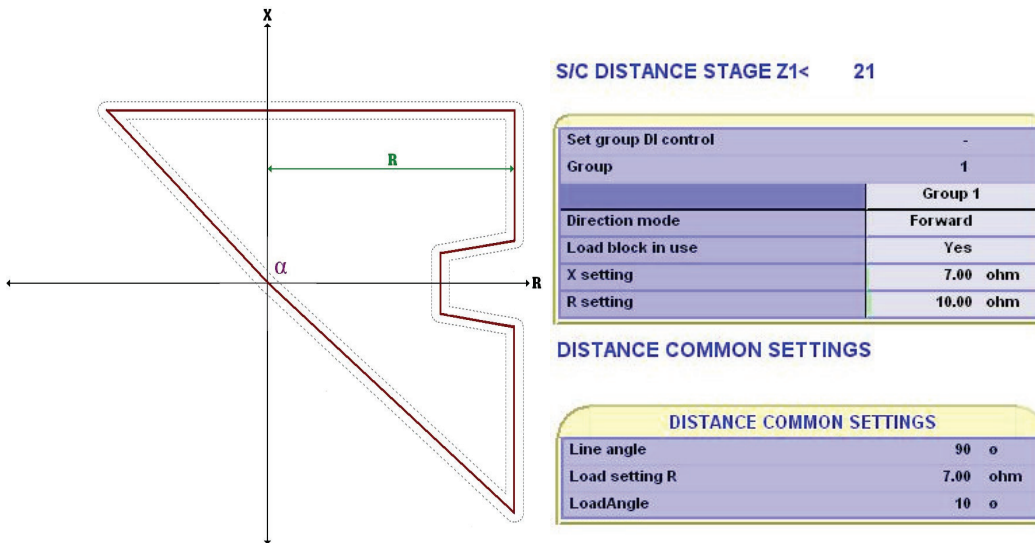 X
R
α
R
S/C DISTANCE STAGE Z1< 21
Set group DI control -
Group 1
Group 1
Direction mode Forward
Load block in use Yes
X setting 7.00 ohm
R setting 10.00 ohm
DISTANCE COMMON SETTINGS
DISTANCE COMMON SETTINGS
Line angle 90 o
Load setting R 7.00 ohm
LoadAngle 10 o